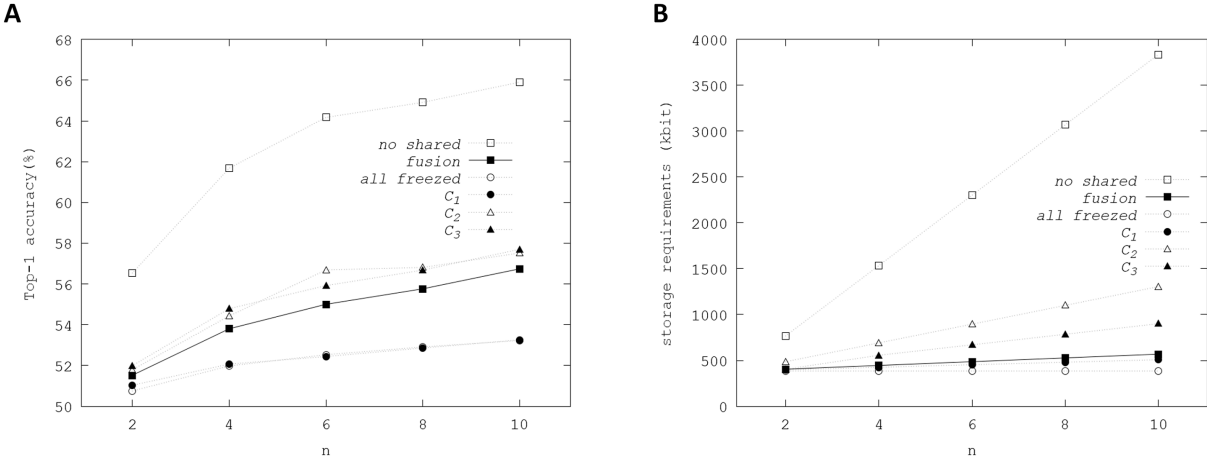 A
B
68
66
64
62
60
58
56
54
52
50
Top-1 accuracy(%)
no shared
fusion
all freezed
C1
C2
C3
2 4 6 8 10
n
4000
3500
3000
2500
2000
1500
1000
500
0
storage requirements (kbit)
no shared
fusion
all freezed
C1
C2
C3
2 4 6 8 10
n